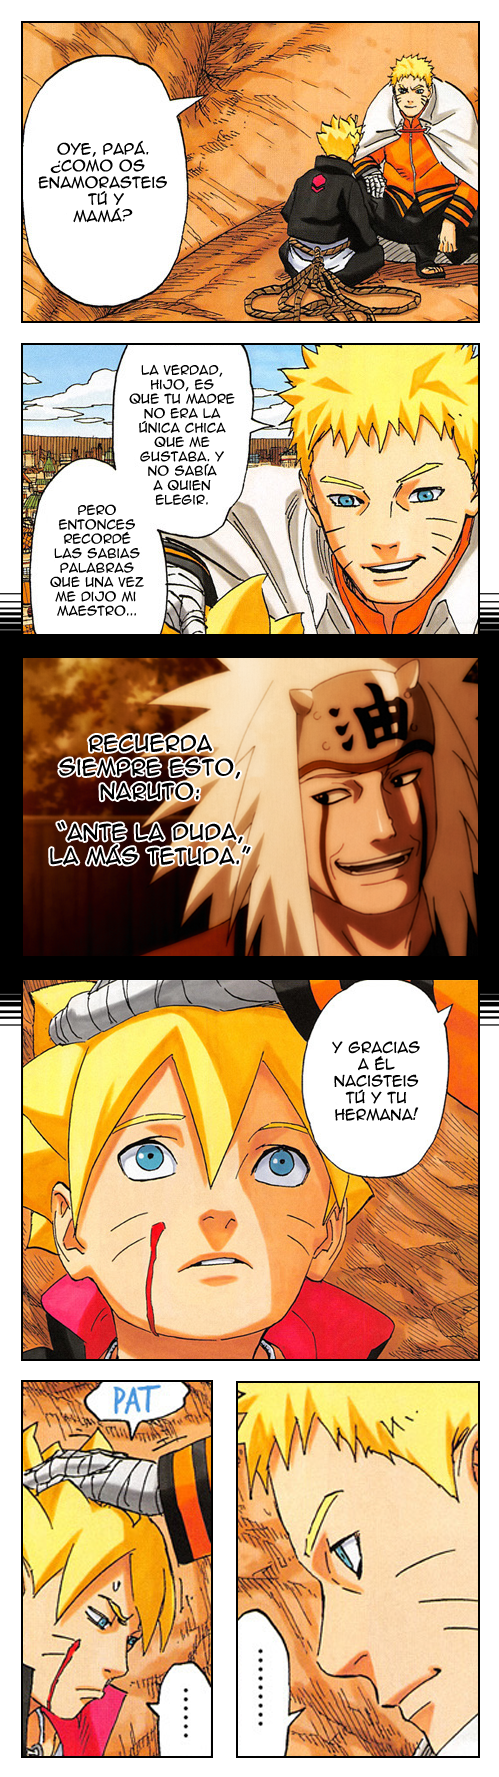 OYE, PAPÁ.
¿COMO OS
ENAMORASTEIS
TÚ Y
MAMÁ?
LA VERDAD,
HIJO, ES
QUE TU MADRE
NO ERA LA
ÚNICA CHICA
QUE ME
GUSTABA. Y
NO SABÍA
A QUIEN
ELEGIR.
PERO
ENTONCES
RECORDÉ
LAS SABIAS
PALABRAS
QUE UNA VEZ
ME DIJO MI
MAESTRO...
油
RECUERDA
SIEMPRE ESTO,
NARUTO:
"ANTE LA DUDA,
LA MÁS TETUDA."
Y GRACIAS
A ÉL
NACISTEIS
TÚ Y TU
HERMANA!
PAT
......
......